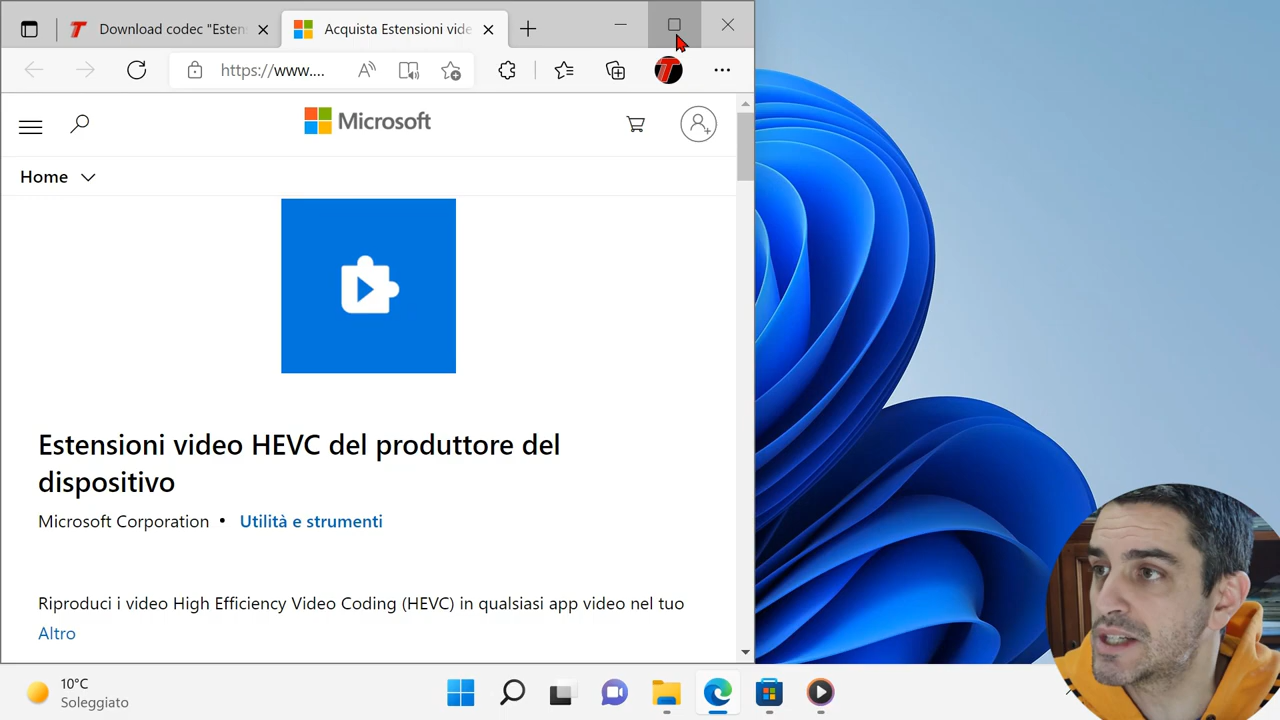 Download codec "Esten
Acquista Estensioni vide
https://www....
Microsoft
Home
Estensioni video HEVC del produttore del
dispositivo
Microsoft Corporation • Utilità e strumenti
Riproduci i video High Efficiency Video Coding (HEVC) in qualsiasi app video nel tuo
Altro
10°C
Soleggiato